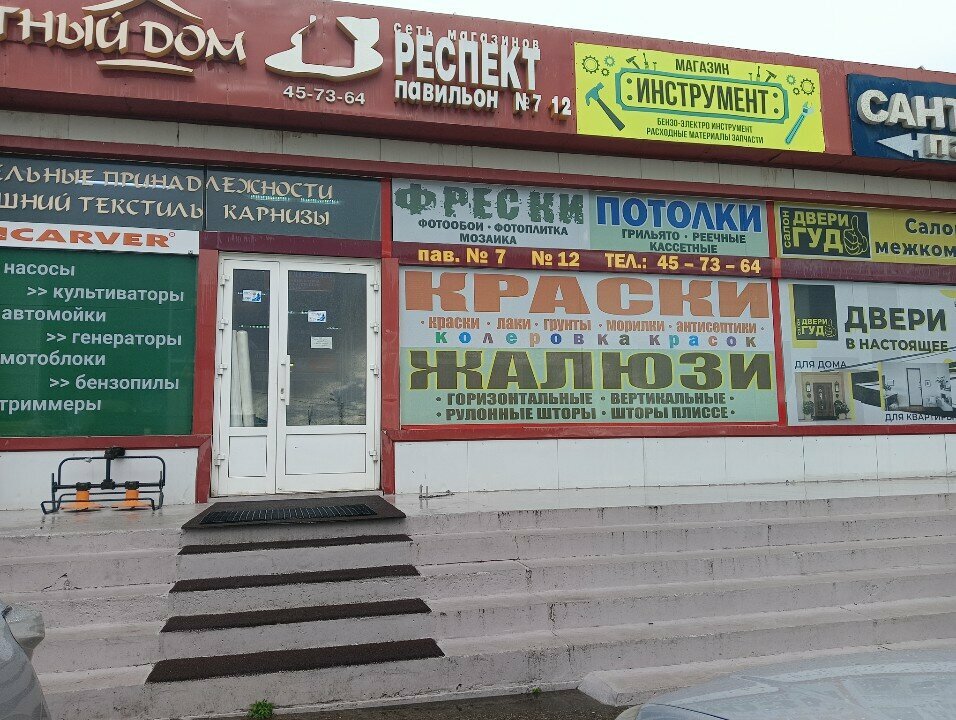 ТНЫЙ ДОМ
45-73-64
сеть магазинов
РЕСПЕКТ
павильон №7 12
МАГАЗИН
ИНСТРУМЕНТ
БЕНЗО-ЭЛЕКТРО ИНСТРУМЕНТ
РАСХОДНЫЕ МАТЕРИАЛЫ ЗАПЧАСТИ
САНТ
ЕЛЬНЫЕ ПРИНАДЛЕЖНОСТИ
ШНИЙ ТЕКСТИЛЬ КАРНИЗЫ
CARVER®
насосы
>> культиваторы
автомойки
>> генераторы
мотоблоки
>> бензопилы
триммеры
ФРЕСКИ
ФОТООБОИ · ФОТОПЛИТКА
МОЗАИКА
ПОТОЛКИ
ГРИЛЬЯТО · РЕЕЧНЫЕ
КАССЕТНЫЕ
пав. № 7 № 12 ТЕЛ.: 45 – 73 – 64
КРАСКИ
· краски · лаки · грунты · морилки · антисептики ·
колеровка красок
ЖАЛЮЗИ
· ГОРИЗОНТАЛЬНЫЕ · ВЕРТИКАЛЬНЫЕ ·
· РУЛОННЫЕ ШТОРЫ · ШТОРЫ ПЛИССЕ ·
САЛОН
ДВЕРИ
ГУД
Сало
межком
ДВЕРИ
ГУД
ДВЕРИ
В НАСТОЯЩЕЕ
ДЛЯ ДОМА
ДЛЯ КВАРТИРЫ